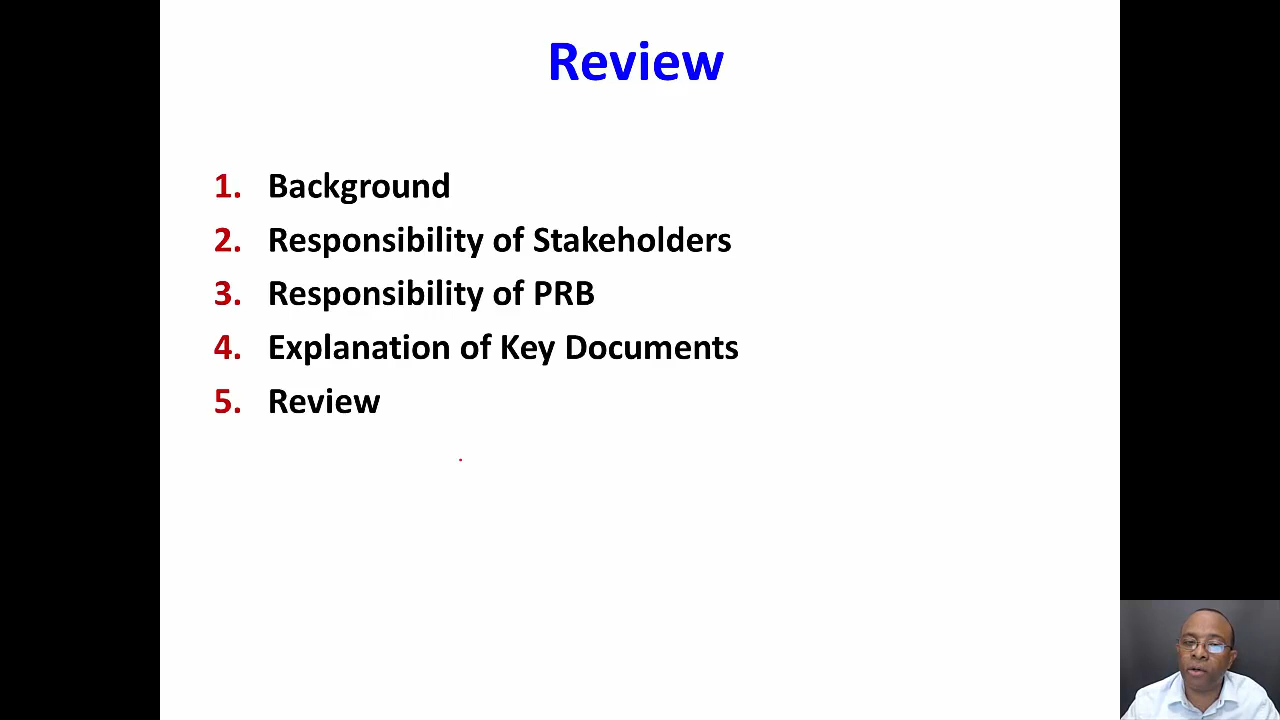 Review
1. Background
2. Responsibility of Stakeholders
3. Responsibility of PRB
4. Explanation of Key Documents
5. Review